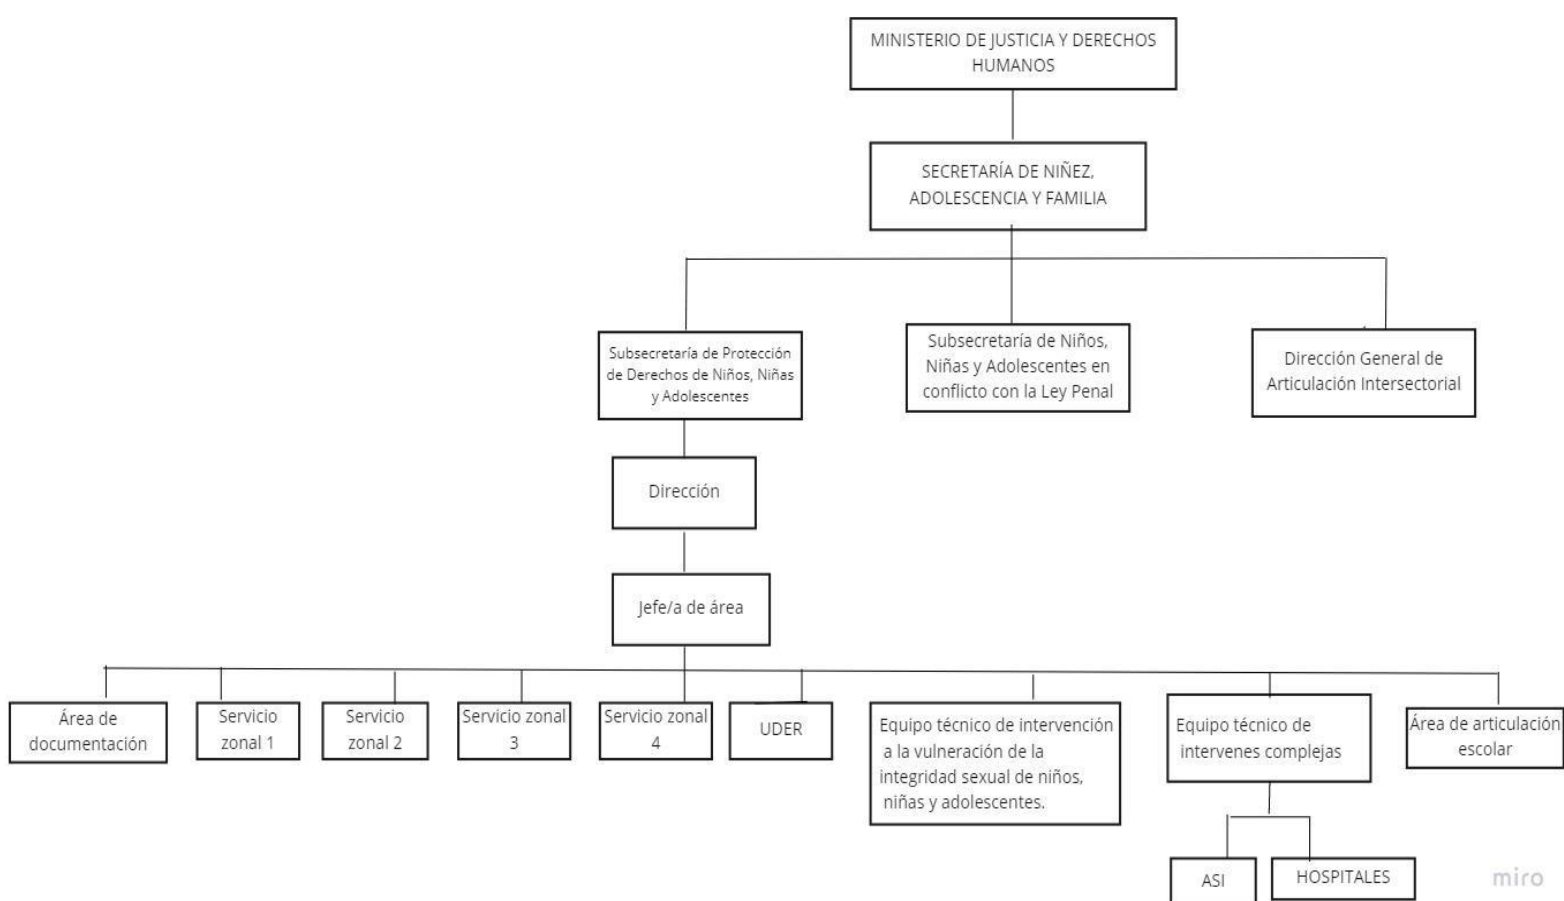 MINISTERIO DE JUSTICIA Y DERECHOS
HUMANOS
SECRETARÍA DE NIÑEZ,
ADOLESCENCIA Y FAMILIA
Subsecretaría de Protección
de Derechos de Niños, Niñas
y Adolescentes
Subsecretaría de Niños,
Niñas y Adolescentes en
conflicto con la Ley Penal
Dirección General de
Articulación Intersectorial
Dirección
Jefe/a de área
Área de
documentación
Servicio
zonal 1
Servicio
zonal 2
Servicio zonal
3
Servicio zonal
4
UDER
Equipo técnico de intervención
a la vulneración de la
integridad sexual de niños,
niñas y adolescentes.
Equipo técnico de
intervenes complejas
Área de articulación
escolar
ASI
HOSPITALES
miro